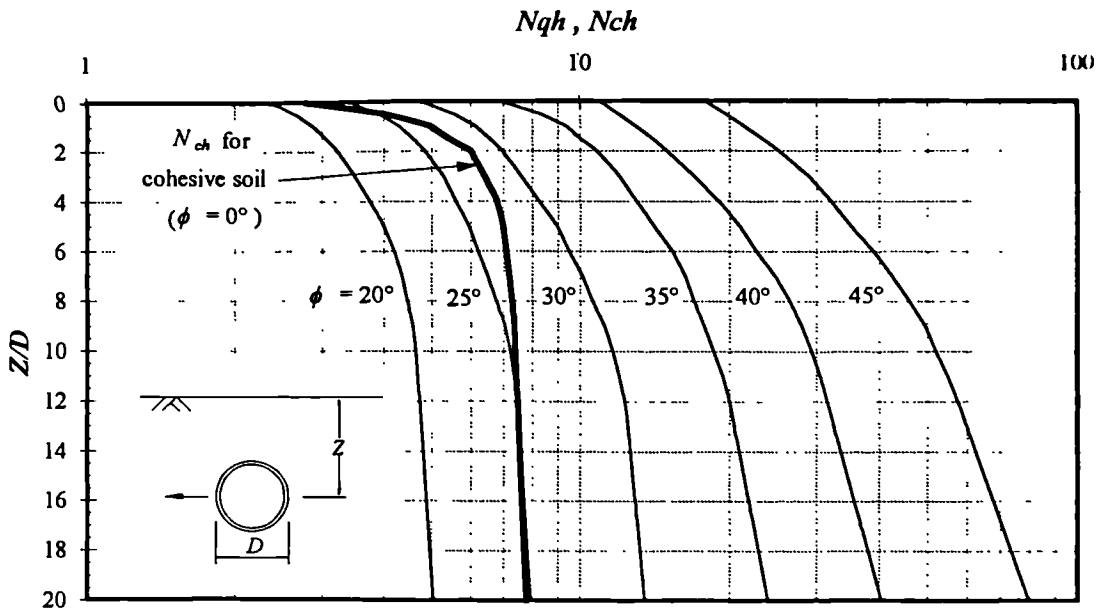 Nqh , Nch
1 10 100
0
2
4
6
8
10
12
14
16
18
20
Z/D
N ch for
cohesive soil
(ϕ = 0°)
ϕ = 20° 25° 30° 35° 40° 45°
Z
D